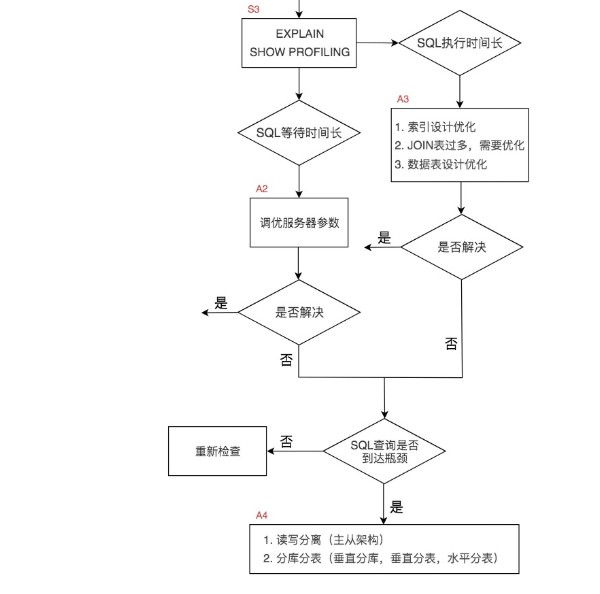 S3
EXPLAIN
SHOW PROFILING
SQL执行时间长
A3
1. 索引设计优化
2. JOIN表过多，需要优化
3. 数据表设计优化
SQL等待时间长
A2
调优服务器参数
是
是否解决
是
是否解决
否
否
SQL查询是否
到达瓶颈
否
重新检查
是
A4
1. 读写分离（主从架构）
2. 分库分表（垂直分库，垂直分表，水平分表）